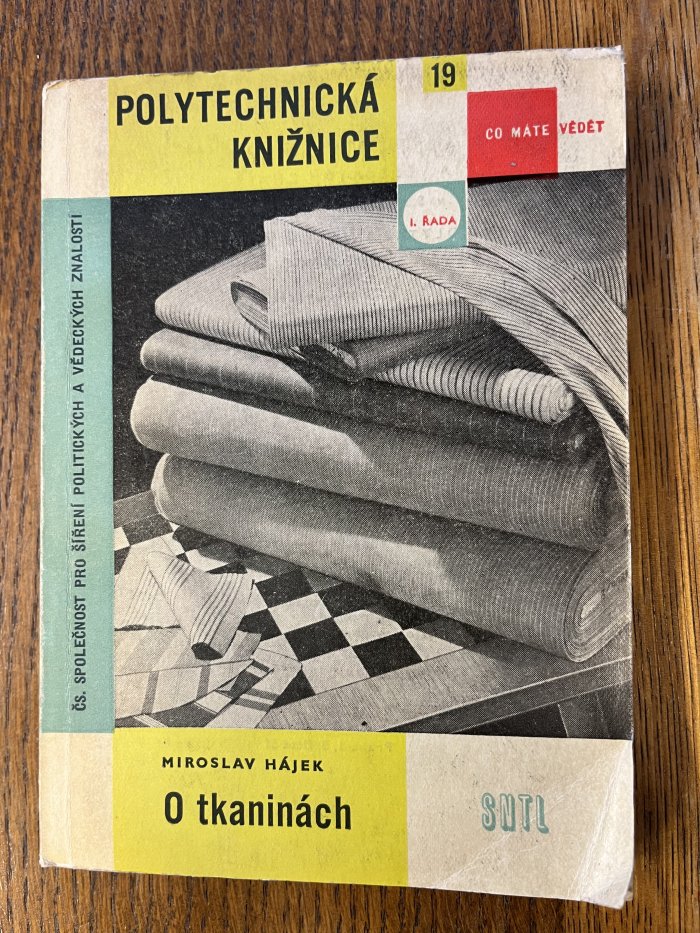 19
POLYTECHNICKÁ
KNIŽNICE
CO MÁTE VĚDĚT
I. ŘADA
ČS. SPOLEČNOST PRO ŠÍŘENÍ POLITICKÝCH A VĚDECKÝCH ZNALOSTÍ
MIROSLAV HÁJEK
O tkaninách
SNTL